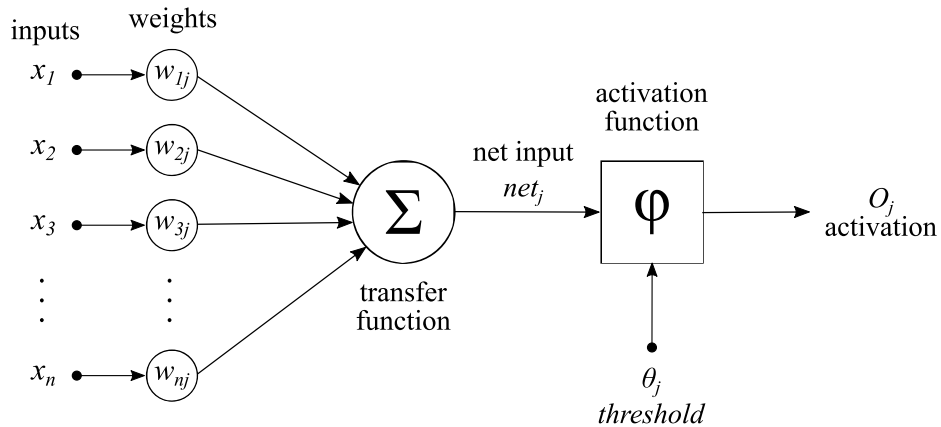 inputs
weights
x1
w1j
x2
w2j
x3
w3j
xn
wnj
Σ
transfer
function
net input
netj
activation
function
φ
θj
threshold
Oj
activation